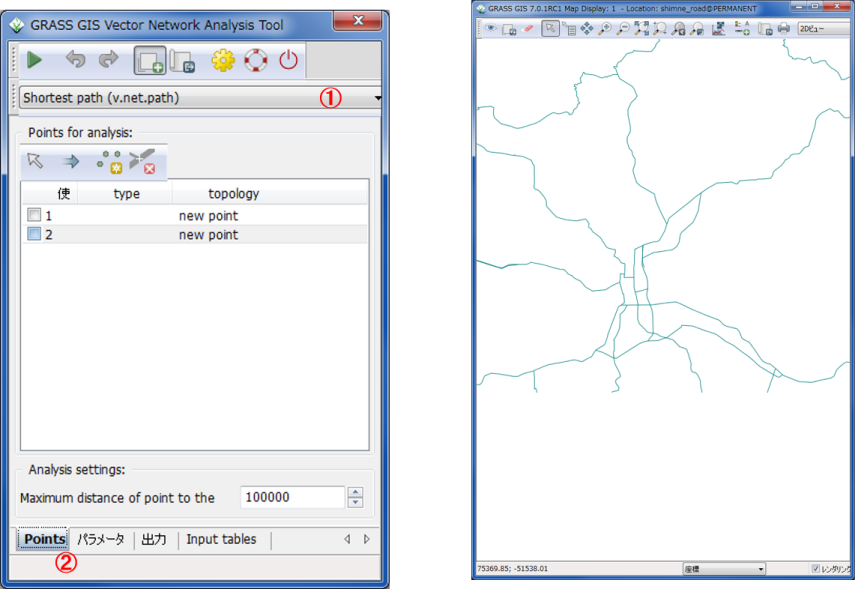 GRASS GIS Vector Network Analysis Tool
Shortest path (v.net.path)
①
Points for analysis:
使 type topology
1 new point
2 new point
Analysis settings:
Maximum distance of point to the 100000
Points パラメータ 出力 Input tables
②
GRASS GIS 7.0.1RC1 Map Display: 1 - Location: shimne_road@PERMANENT
2Dビュー
75369.85; -51538.01 座標 レンダリング